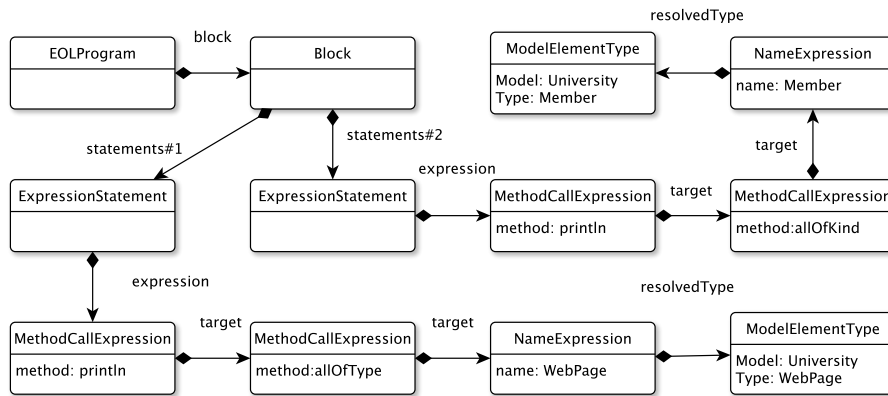 resolvedType
block
EOLProgram
Block
ModelElementType
Model: University
Type: Member
NameExpression
name: Member
statements#1
statements#2
expression
target
target
ExpressionStatement
ExpressionStatement
MethodCallExpression
method: println
MethodCallExpression
method:allOfKind
expression
resolvedType
target
target
MethodCallExpression
method: println
MethodCallExpression
method:allOfType
NameExpression
name: WebPage
ModelElementType
Model: University
Type: WebPage